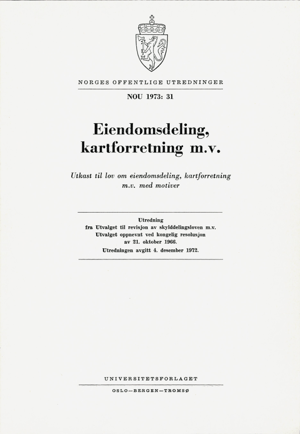 NORGES OFFENTLIGE UTREDNINGER
NOU 1973: 31
Eiendomsdeling,
kartforretning m.v.
Utkast til lov om eiendomsdeling, kartforretning
m.v. med motiver
Utredning
fra Utvalget til revisjon av skylddelingsloven m.v.
Utvalget oppnevnt ved kongelig resolusjon
av 21. oktober 1966.
Utredningen avgitt 4. desember 1972.
UNIVERSITETSFORLAGET
OSLO—BERGEN—TROMSØ